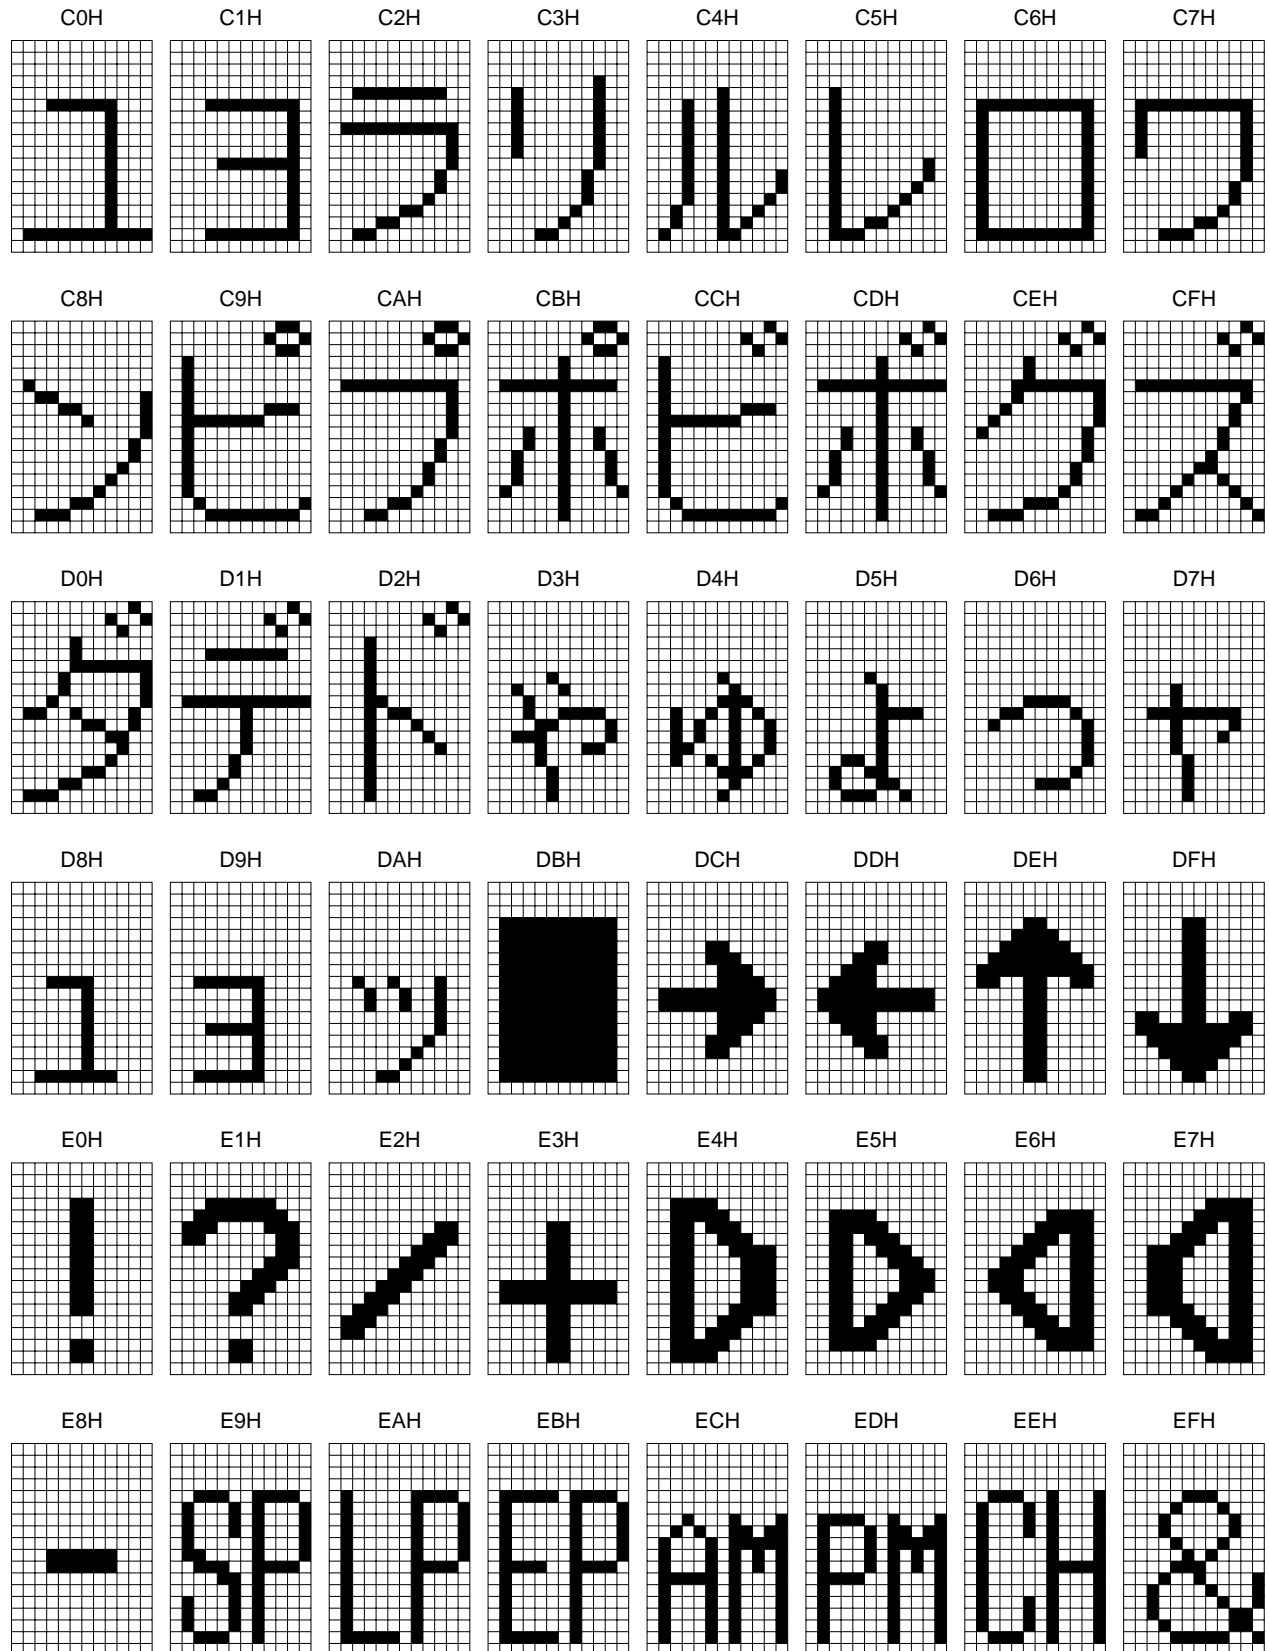 C0H C1H C2H C3H C4H C5H C6H C7H
ユ ヨ ラ リ ル レ ロ ワ
C8H C9H CAH CBH CCH CDH CEH CFH
ン ピ プ ポ ビ ボ グ ズ
D0H D1H D2H D3H D4H D5H D6H D7H
ダ デ ド ゃ ゅ ょ っ ャ
D8H D9H DAH DBH DCH DDH DEH DFH
ュ ョ ッ ■ → ← ↑ ↓
E0H E1H E2H E3H E4H E5H E6H E7H
! ? / + D ▷ ◁
E8H E9H EAH EBH ECH EDH EEH EFH
- SP LP EP AM PM CH &